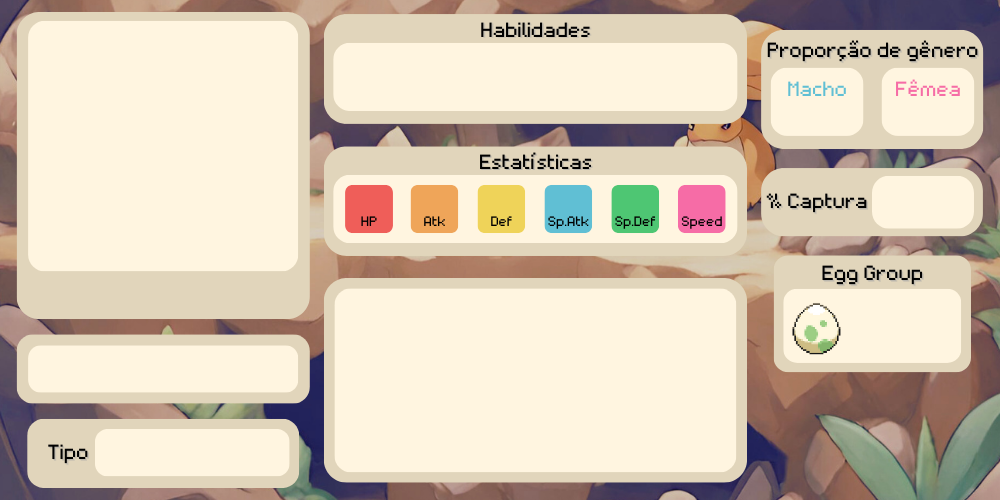 Habilidades
Proporção de gênero
Macho
Fêmea
Estatísticas
HP
Atk
Def
Sp.Atk
Sp.Def
Speed
% Captura
Egg Group
Tipo